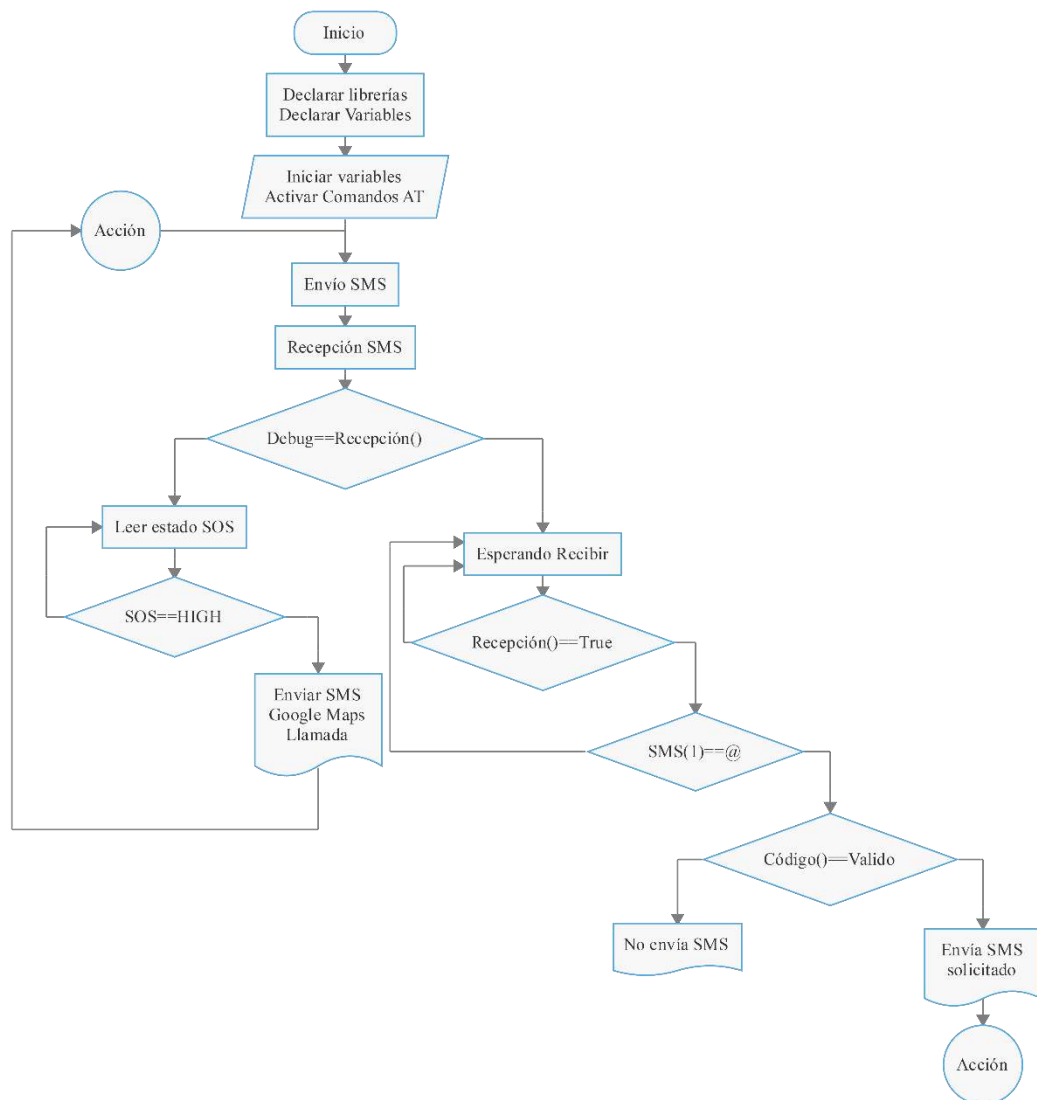 Inicio
Declarar librerías
Declarar Variables
Iniciar variables
Activar Comandos AT
Acción
Envío SMS
Recepción SMS
Debug==Recepción()
Leer estado SOS
Esperando Recibir
SOS==HIGH
Recepción()==True
Enviar SMS
Google Maps
Llamada
SMS(1)==@
Código()==Valido
No envía SMS
Envía SMS
solicitado
Acción